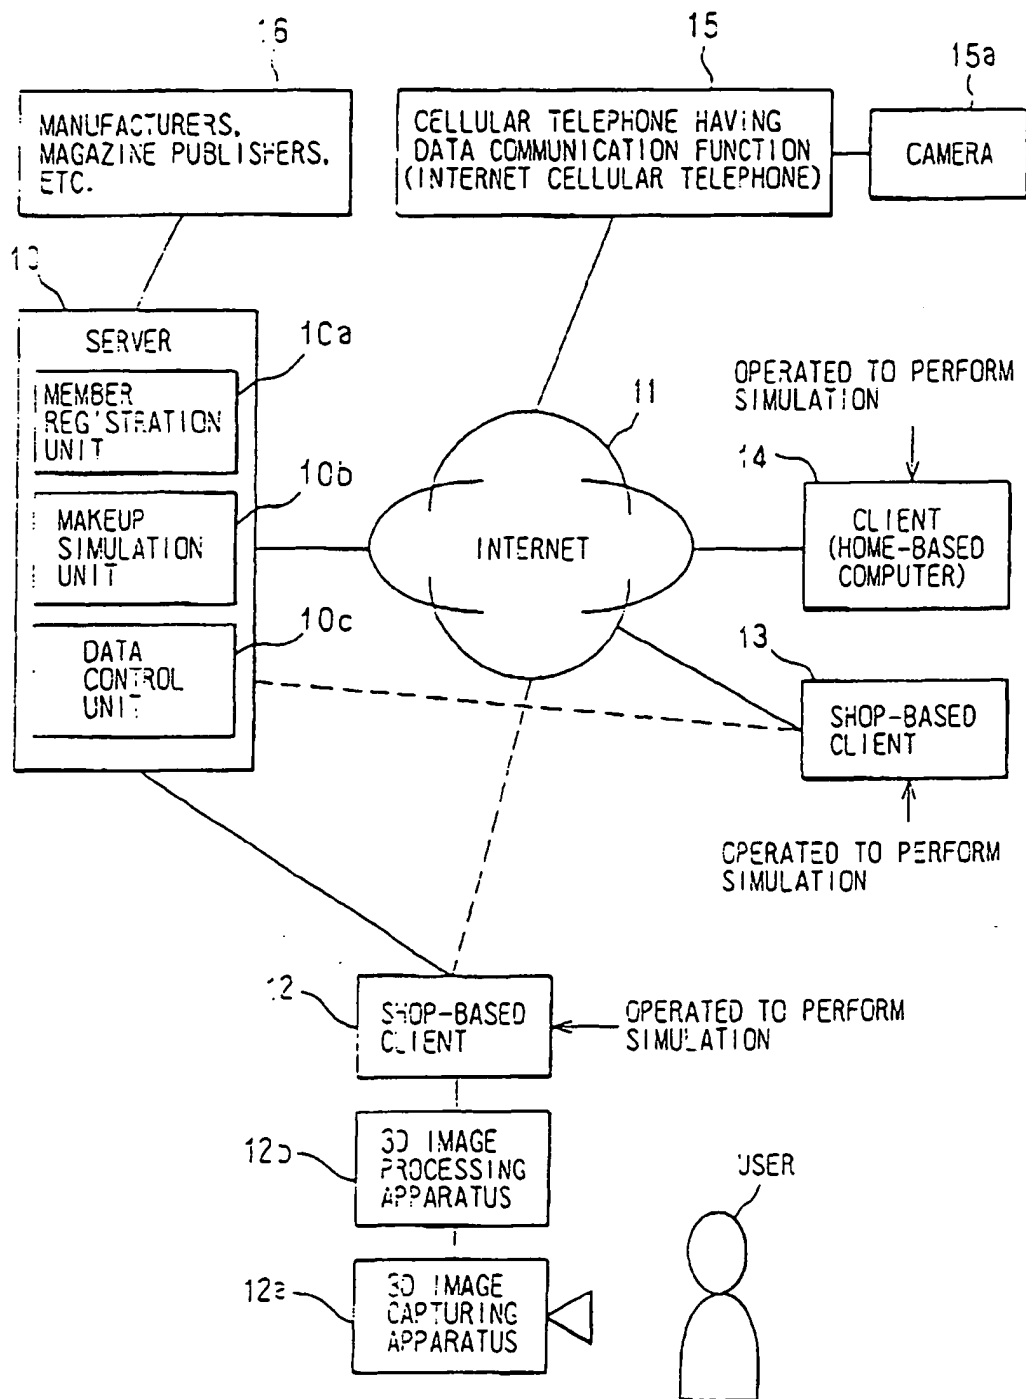 16
MANUFACTURERS,
MAGAZINE PUBLISHERS,
ETC.
15
CELLULAR TELEPHONE HAVING
DATA COMMUNICATION FUNCTION
(INTERNET CELLULAR TELEPHONE)
15a
CAMERA
10
SERVER
10a
MEMBER
REGISTRATION
UNIT
10b
MAKEUP
SIMULATION
UNIT
10c
DATA
CONTROL
UNIT
11
INTERNET
OPERATED TO PERFORM
SIMULATION
14
CLIENT
(HOME-BASED
COMPUTER)
13
SHOP-BASED
CLIENT
OPERATED TO PERFORM
SIMULATION
12
SHOP-BASED
CLIENT
OPERATED TO PERFORM
SIMULATION
12b
3D IMAGE
PROCESSING
APPARATUS
12a
3D IMAGE
CAPTURING
APPARATUS
USER